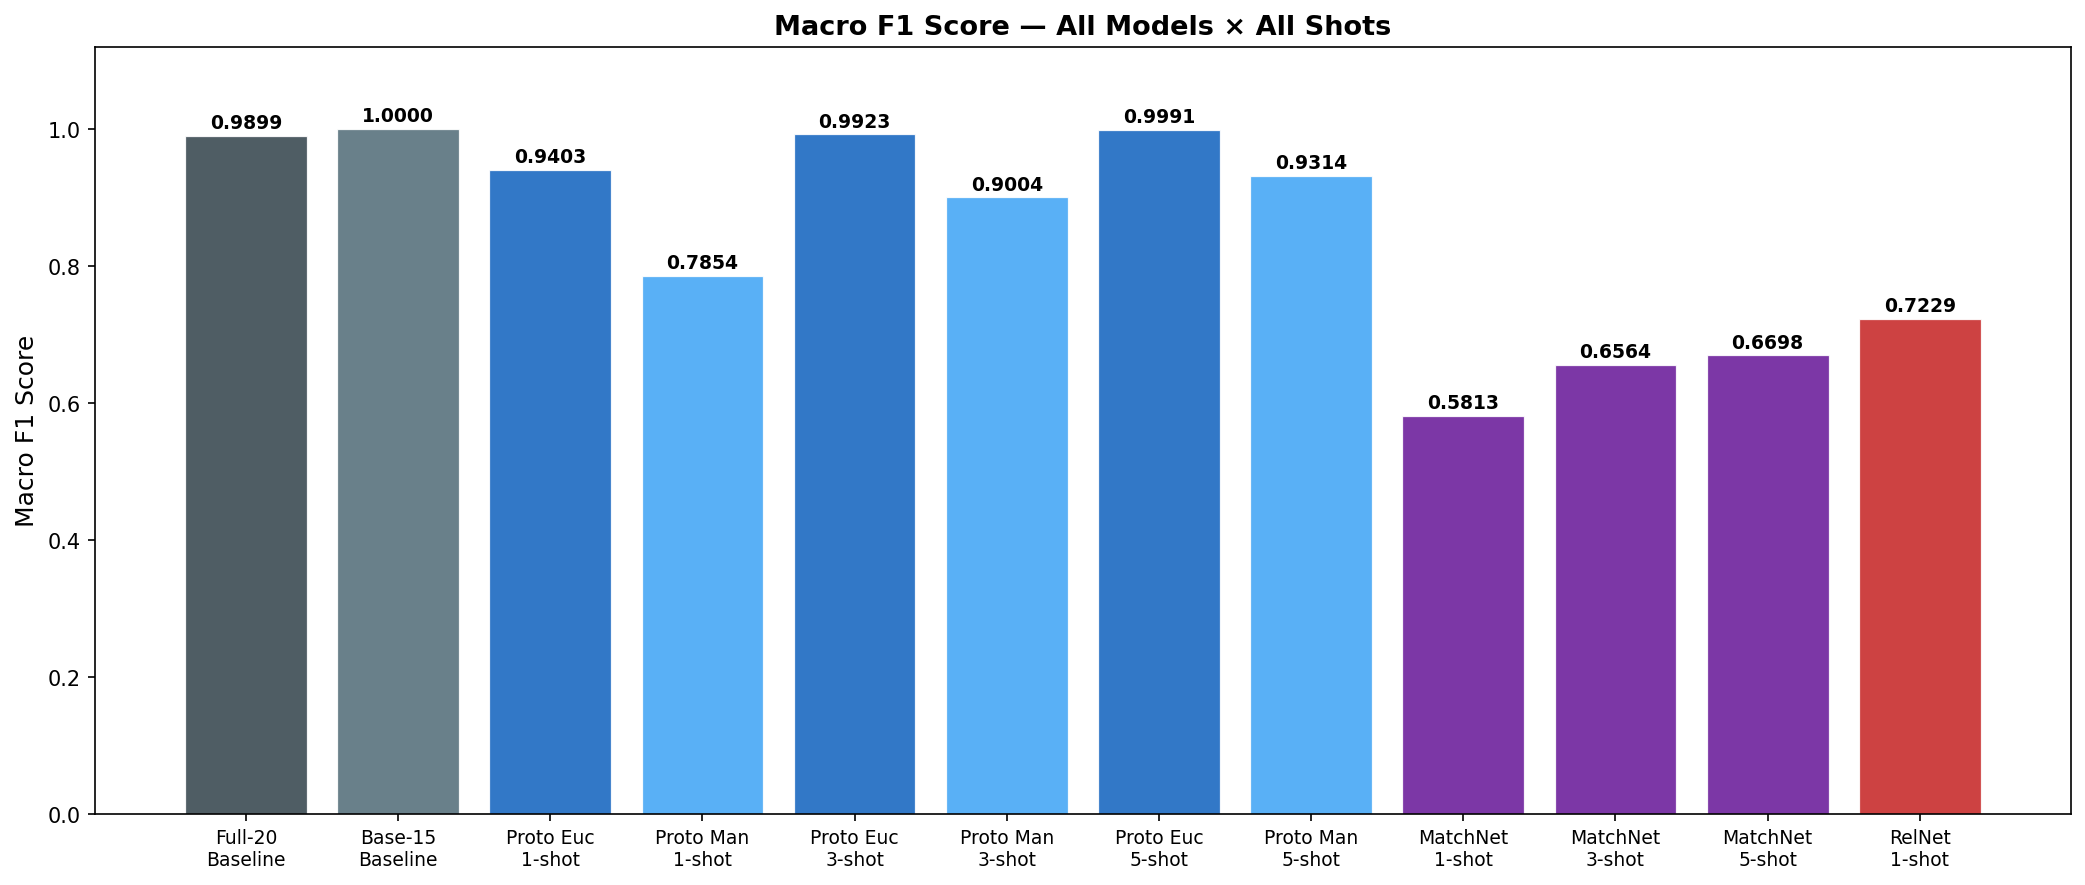 Macro F1 Score — All Models × All Shots
Macro F1 Score
1.0
0.8
0.6
0.4
0.2
0.0
0.9899
1.0000
0.9403
0.7854
0.9923
0.9004
0.9991
0.9314
0.5813
0.6564
0.6698
0.7229
Full-20
Baseline
Base-15
Baseline
Proto Euc
1-shot
Proto Man
1-shot
Proto Euc
3-shot
Proto Man
3-shot
Proto Euc
5-shot
Proto Man
5-shot
MatchNet
1-shot
MatchNet
3-shot
MatchNet
5-shot
RelNet
1-shot